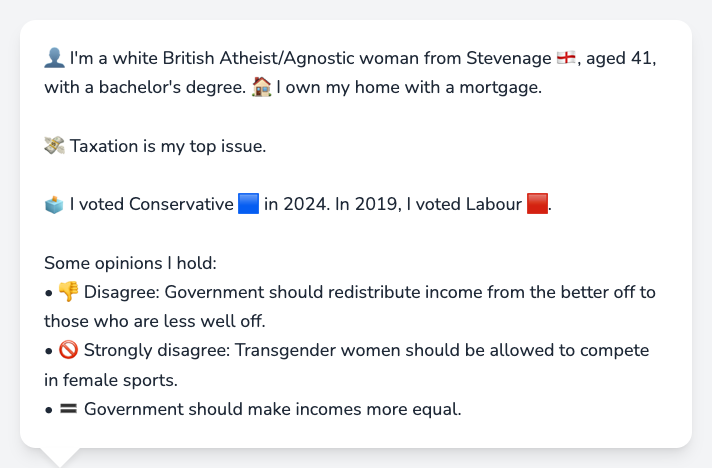 👤 I'm a white British Atheist/Agnostic woman from Stevenage 🏴󠁧󠁢󠁥󠁮󠁧󠁿, aged 41,
with a bachelor's degree. 🏠 I own my home with a mortgage.
💸 Taxation is my top issue.
🗳️ I voted Conservative 🟦 in 2024. In 2019, I voted Labour 🟥.
Some opinions I hold:
• 👎 Disagree: Government should redistribute income from the better off to
those who are less well off.
• 🚫 Strongly disagree: Transgender women should be allowed to compete
in female sports.
• 🟰 Government should make incomes more equal.